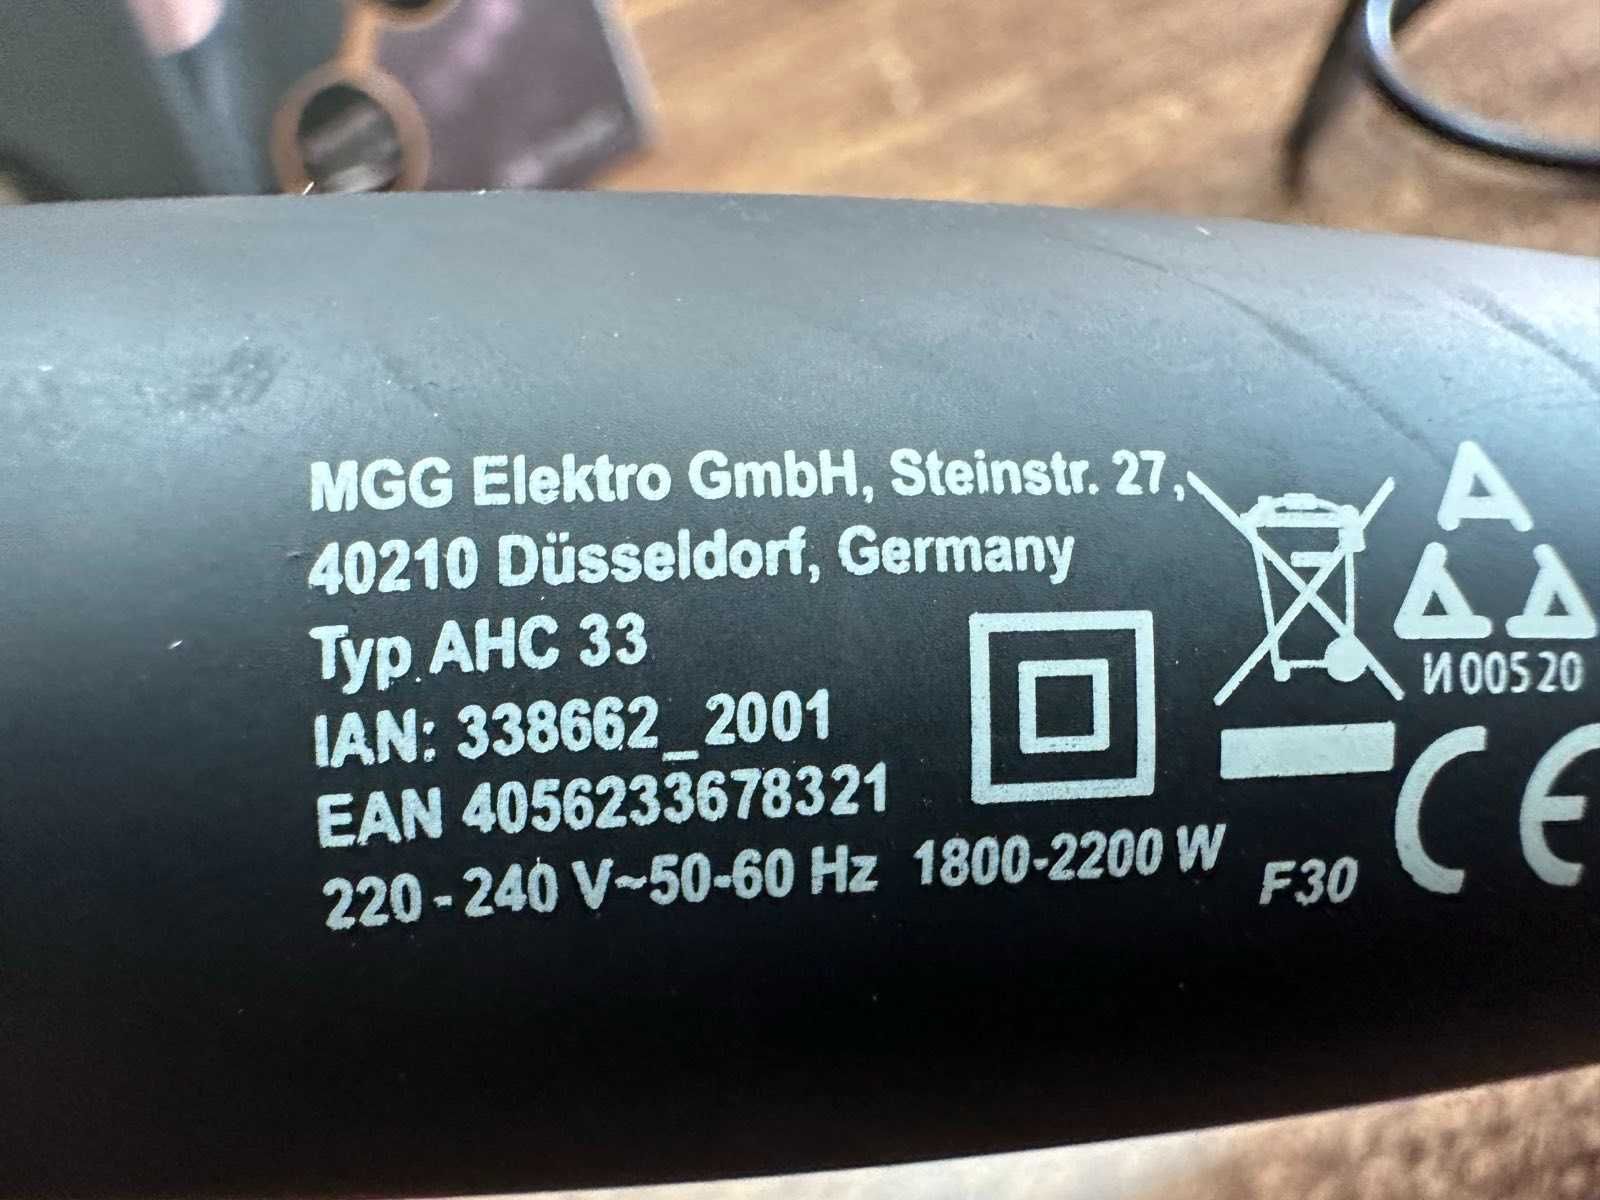 MGG Elektro GmbH, Steinstr. 27,
40210 Düsseldorf, Germany
Typ AHC 33
IAN: 338662_2001
EAN 4056233678321
220-240 V~50-60 Hz 1800-2200 W
F30
И00520
CE